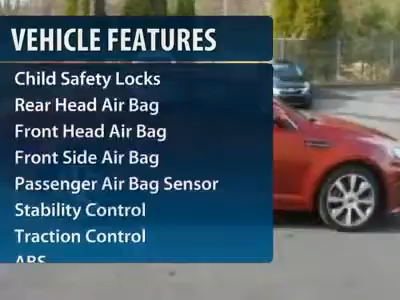 VEHICLE FEATURES
Child Safety Locks
Rear Head Air Bag
Front Head Air Bag
Front Side Air Bag
Passenger Air Bag Sensor
Stability Control
Traction Control
ABS